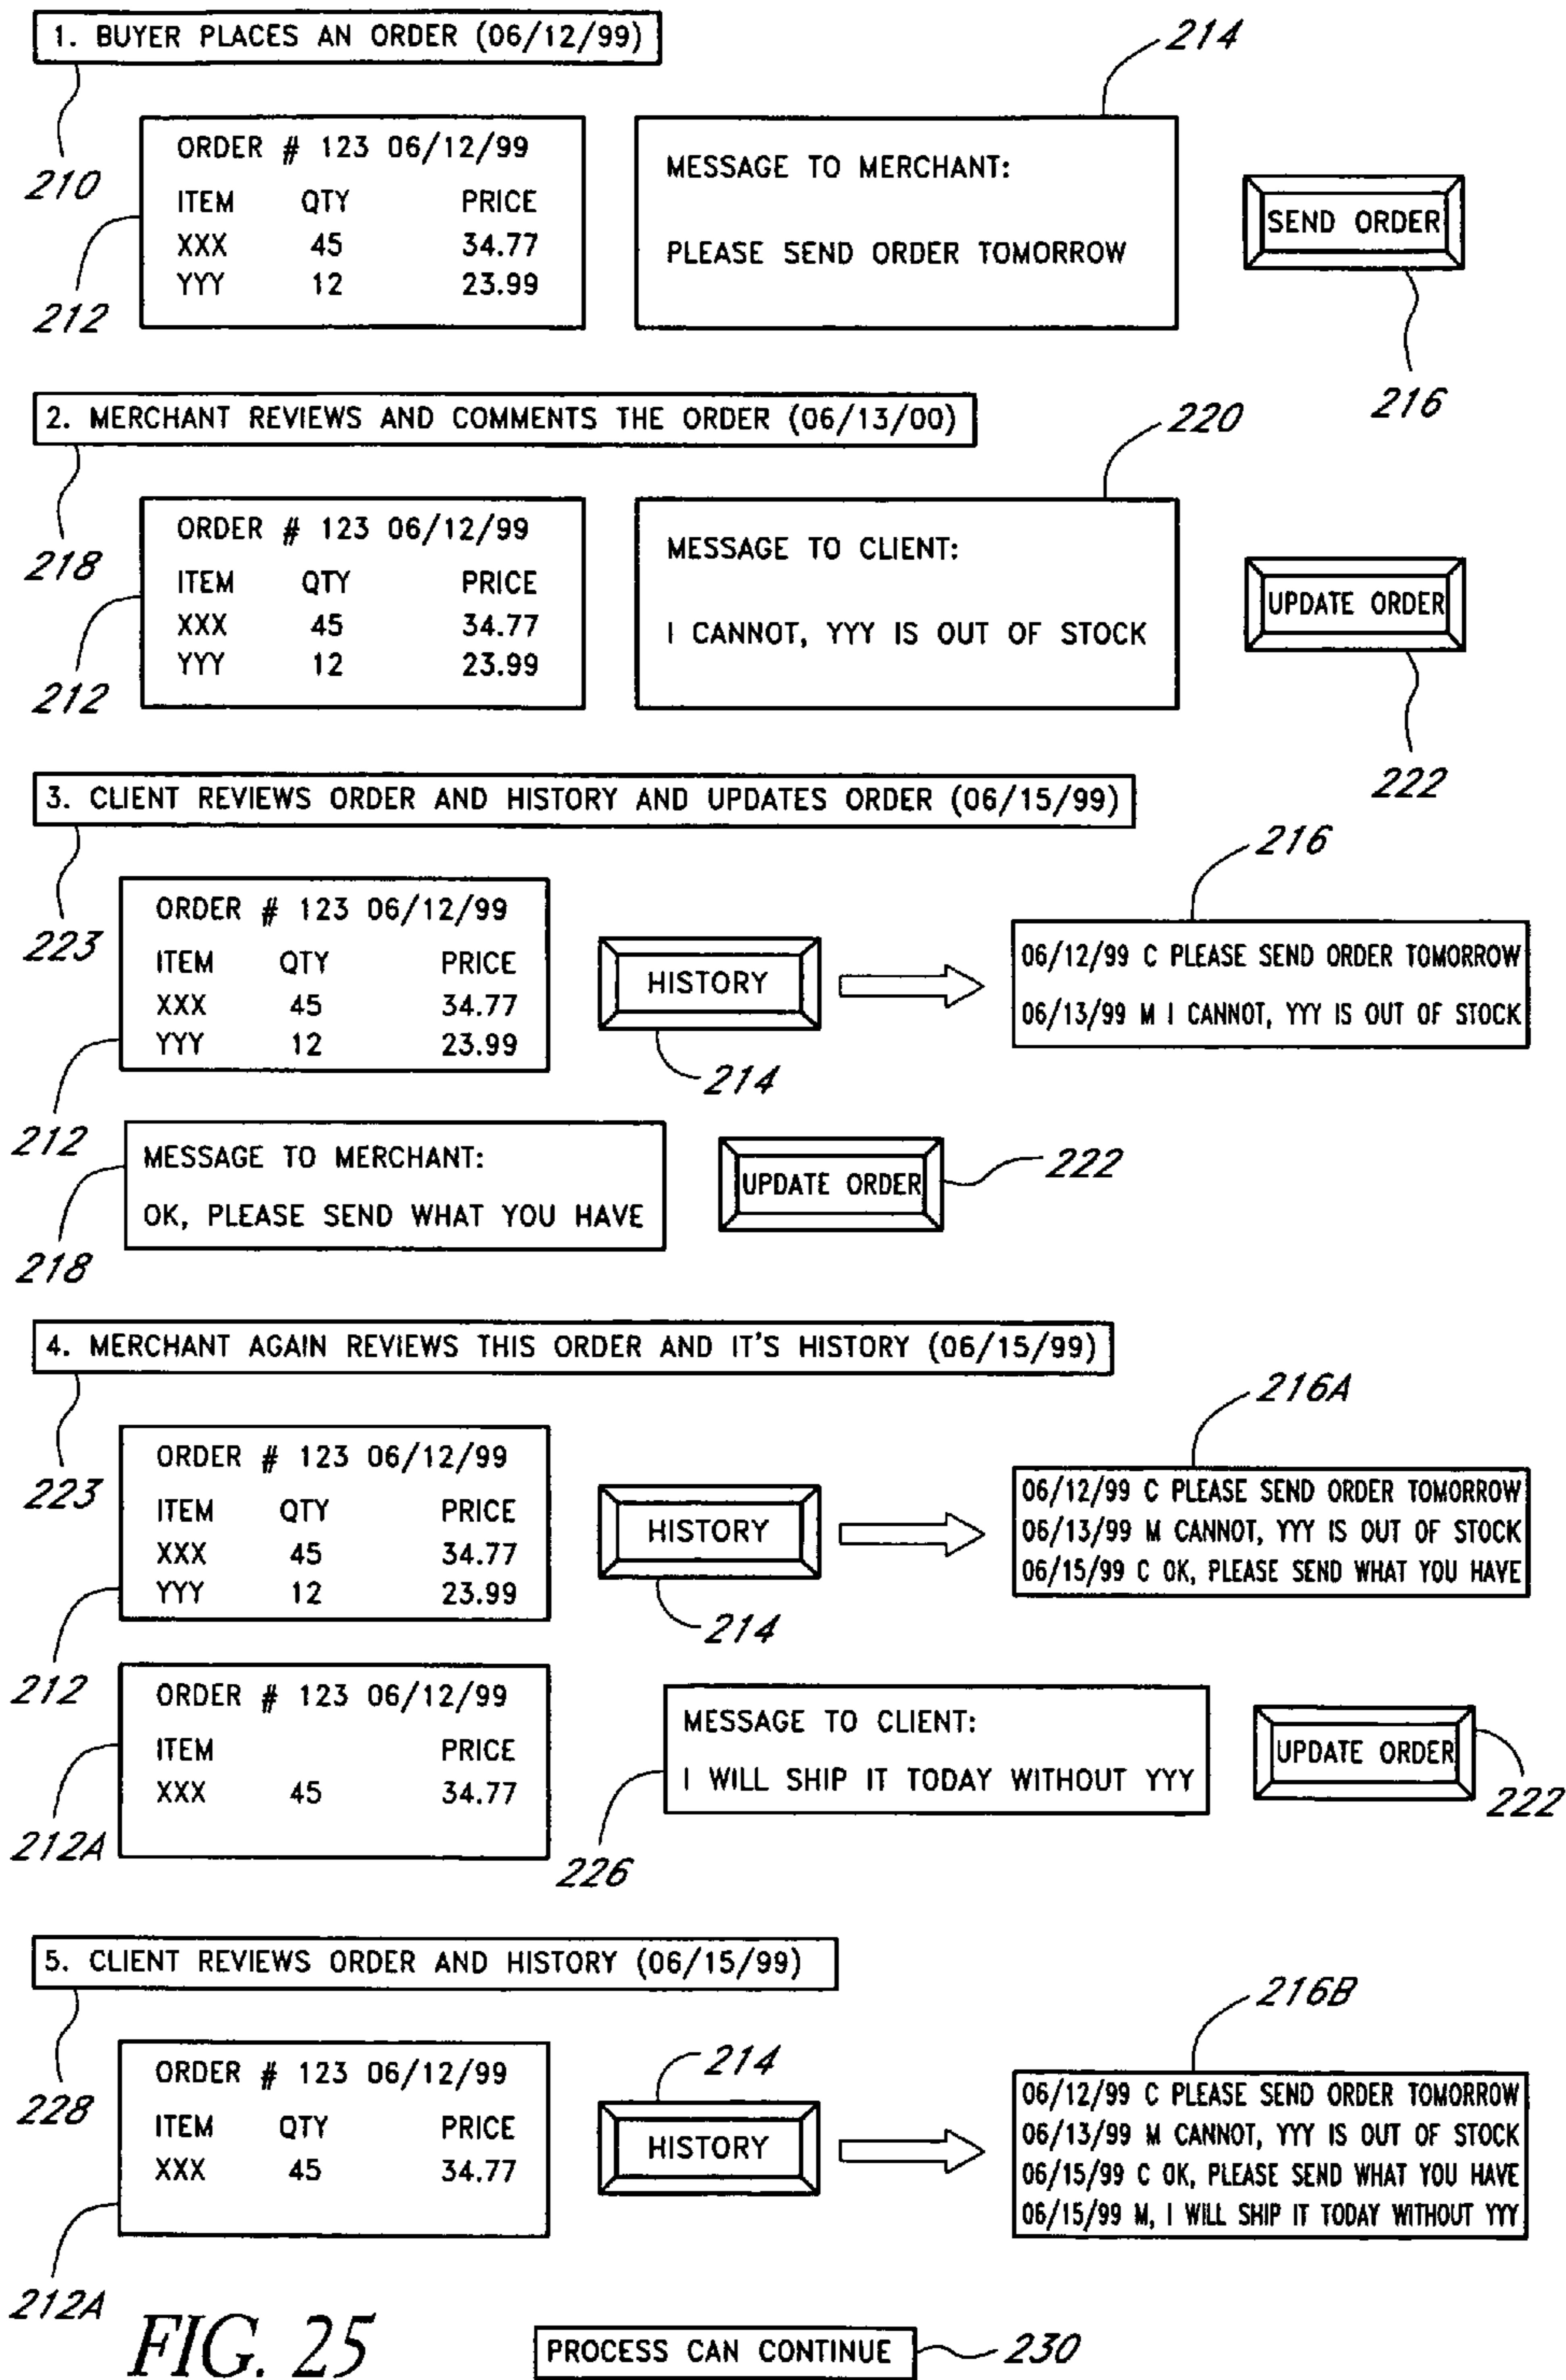 1. BUYER PLACES AN ORDER (06/12/99)
214
210
ORDER # 123 06/12/99
ITEM QTY PRICE
XXX 45 34.77
YYY 12 23.99
212
MESSAGE TO MERCHANT:
PLEASE SEND ORDER TOMORROW
SEND ORDER
216
2. MERCHANT REVIEWS AND COMMENTS THE ORDER (06/13/00)
220
218
ORDER # 123 06/12/99
ITEM QTY PRICE
XXX 45 34.77
YYY 12 23.99
212
MESSAGE TO CLIENT:
I CANNOT, YYY IS OUT OF STOCK
UPDATE ORDER
222
3. CLIENT REVIEWS ORDER AND HISTORY AND UPDATES ORDER (06/15/99)
216
223
ORDER # 123 06/12/99
ITEM QTY PRICE
XXX 45 34.77
YYY 12 23.99
212
HISTORY
214
06/12/99 C PLEASE SEND ORDER TOMORROW
06/13/99 M I CANNOT, YYY IS OUT OF STOCK
MESSAGE TO MERCHANT:
OK, PLEASE SEND WHAT YOU HAVE
218
UPDATE ORDER
222
4. MERCHANT AGAIN REVIEWS THIS ORDER AND IT'S HISTORY (06/15/99)
216A
223
ORDER # 123 06/12/99
ITEM QTY PRICE
XXX 45 34.77
YYY 12 23.99
212
HISTORY
214
06/12/99 C PLEASE SEND ORDER TOMORROW
06/13/99 M CANNOT, YYY IS OUT OF STOCK
06/15/99 C OK, PLEASE SEND WHAT YOU HAVE
ORDER # 123 06/12/99
ITEM PRICE
XXX 45 34.77
212A
MESSAGE TO CLIENT:
I WILL SHIP IT TODAY WITHOUT YYY
226
UPDATE ORDER
222
5. CLIENT REVIEWS ORDER AND HISTORY (06/15/99)
216B
228
ORDER # 123 06/12/99
ITEM QTY PRICE
XXX 45 34.77
212A
214
HISTORY
06/12/99 C PLEASE SEND ORDER TOMORROW
06/13/99 M CANNOT, YYY IS OUT OF STOCK
06/15/99 C OK, PLEASE SEND WHAT YOU HAVE
06/15/99 M, I WILL SHIP IT TODAY WITHOUT YYY
FIG. 25
PROCESS CAN CONTINUE
230